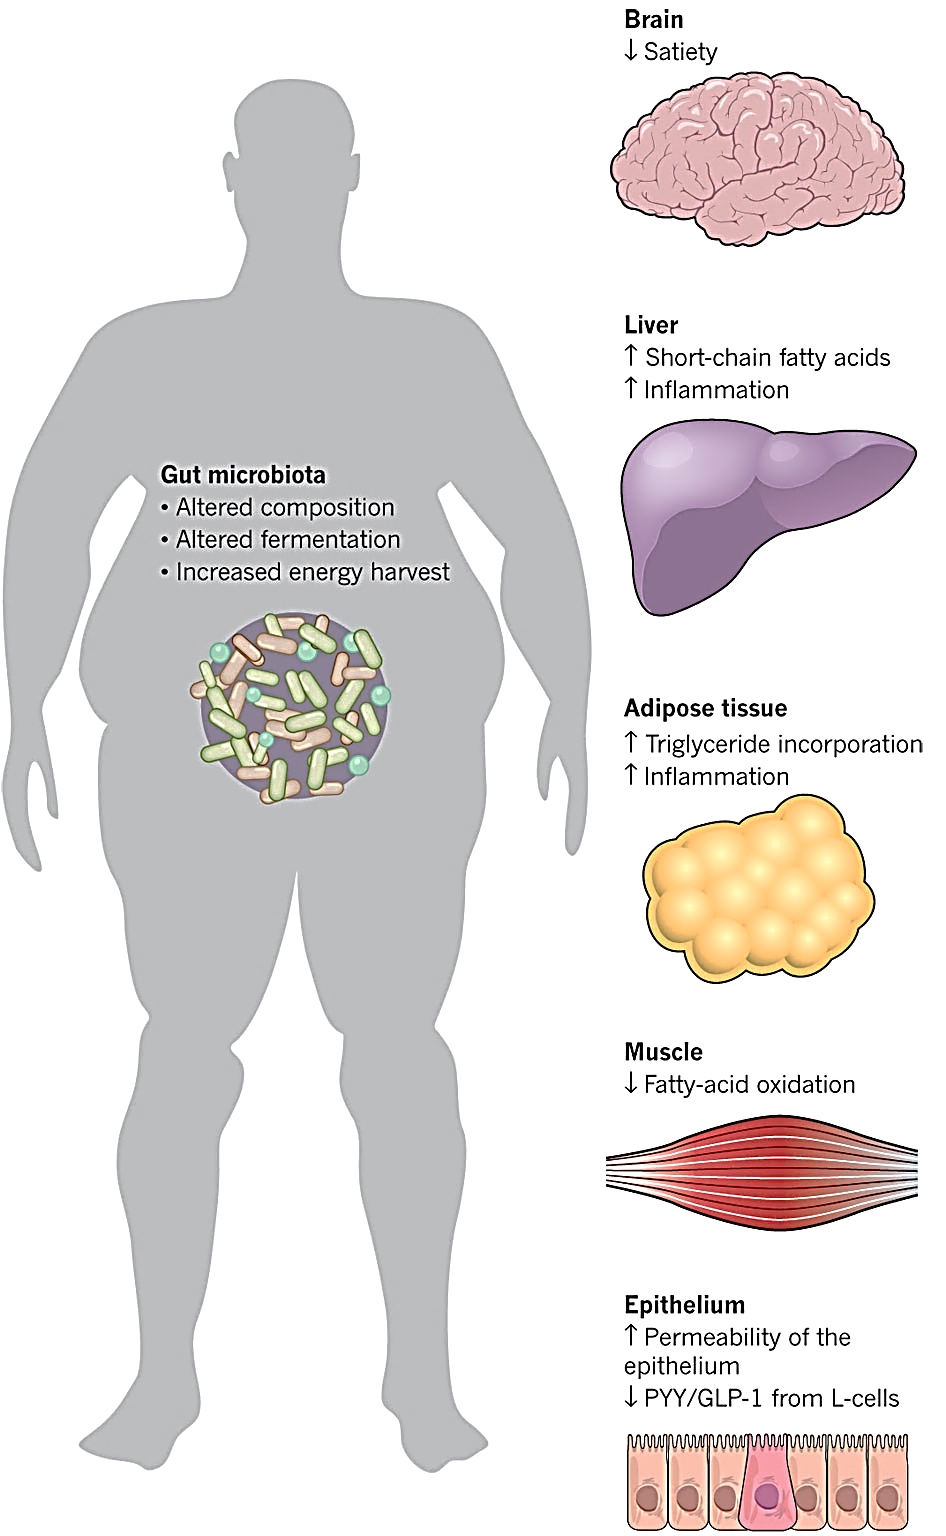 Brain
↓ Satiety
Liver
↑ Short-chain fatty acids
↑ Inflammation
Gut microbiota
• Altered composition
• Altered fermentation
• Increased energy harvest
Adipose tissue
↑ Triglyceride incorporation
↑ Inflammation
Muscle
↓ Fatty-acid oxidation
Epithelium
↑ Permeability of the
epithelium
↓ PYY/GLP-1 from L-cells